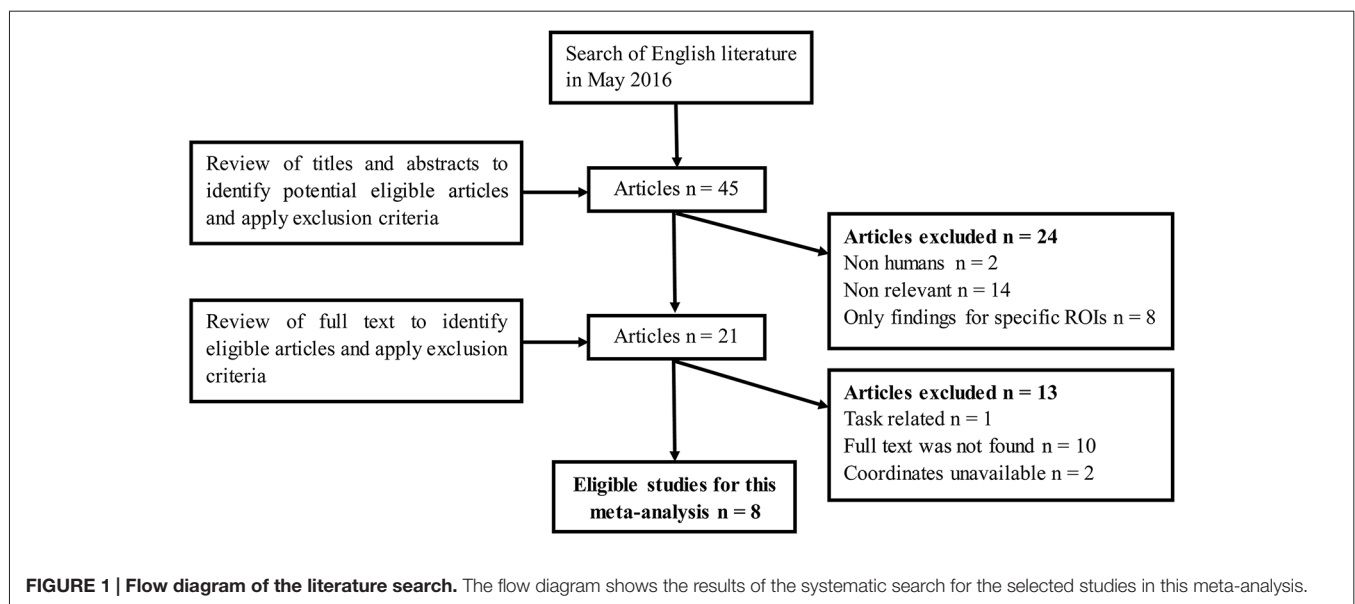 Search of English literature
in May 2016
Review of titles and abstracts to
identify potential eligible articles
and apply exclusion criteria
Articles n = 45
Articles excluded n = 24
Non humans n = 2
Non relevant n = 14
Only findings for specific ROIs n = 8
Review of full text to identify
eligible articles and apply exclusion
criteria
Articles n = 21
Articles excluded n = 13
Task related n = 1
Full text was not found n = 10
Coordinates unavailable n = 2
Eligible studies for this
meta-analysis n = 8
FIGURE 1 | Flow diagram of the literature search. The flow diagram shows the results of the systematic search for the selected studies in this meta-analysis.